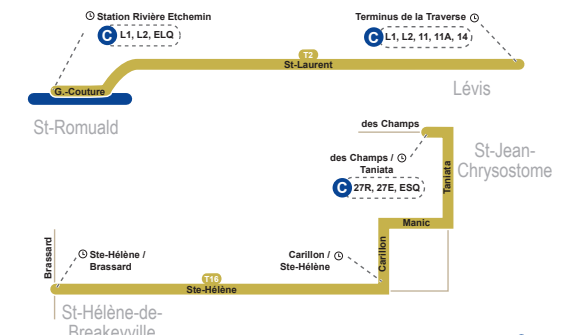 Station Rivière Etchemin
C L1, L2, ELQ
Terminus de la Traverse
C L1, L2, 11, 11A, 14
T2
St-Laurent
G.-Couture
Lévis
St-Romuald
des Champs
des Champs /
Taniata
C 27R, 27E, ESQ
Taniata
St-Jean-
Chrysostome
Manic
Carillon
Brassard
Ste-Hélène /
Brassard
Carillon /
Ste-Hélène
T16
Ste-Hélène
St-Hélène-de-
Breakeyville